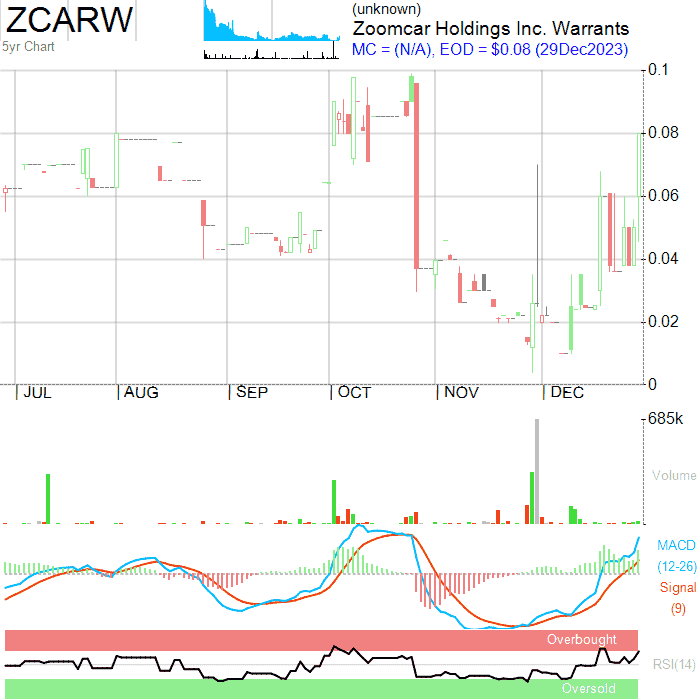 ZCARW
5yr Chart
(unknown)
Zoomcar Holdings Inc. Warrants
MC = (N/A), EOD = $0.08 (29Dec2023)
0.1
0.08
0.06
0.04
0.02
0
JUL AUG SEP OCT NOV DEC
685k
Volume
MACD
(12-26)
Signal
(9)
Overbought
RSI(14)
Oversold